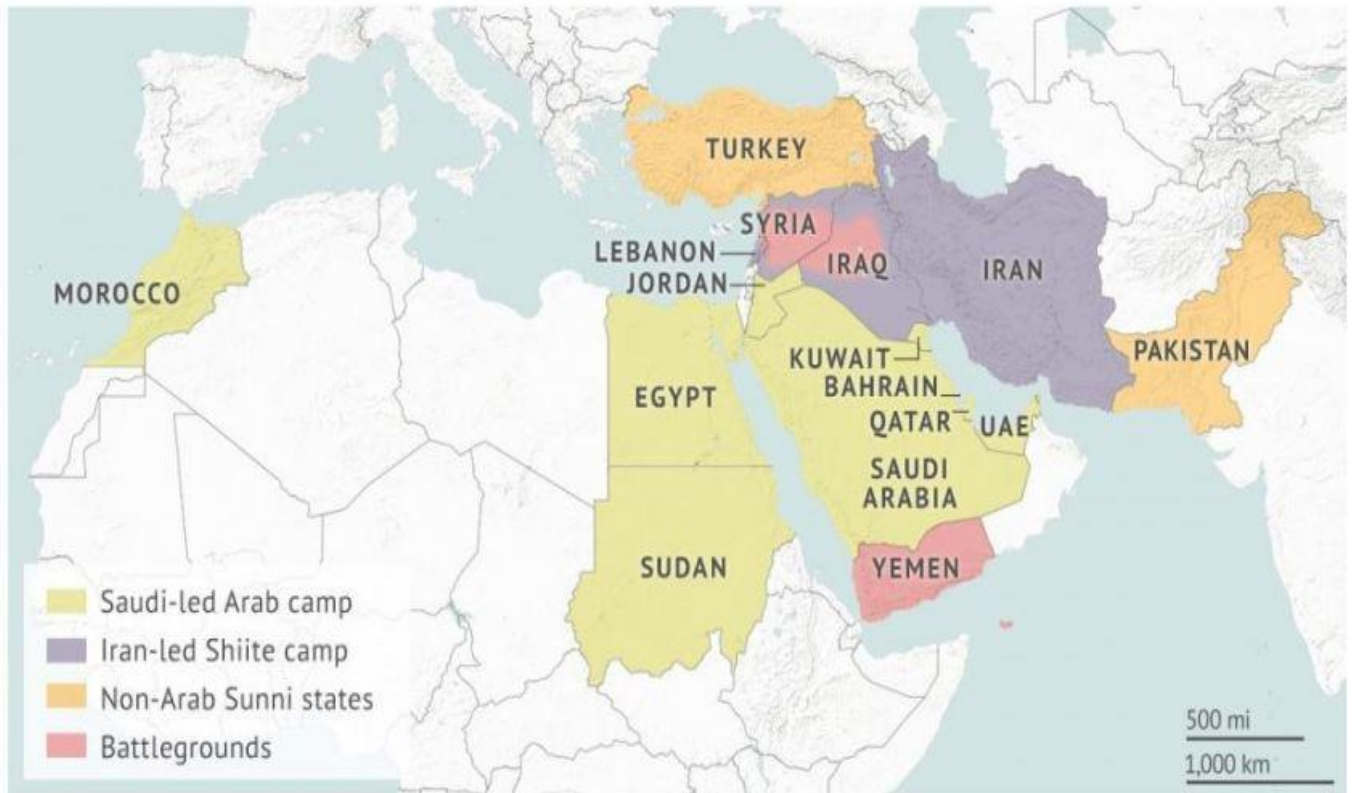 TURKEY
SYRIA
LEBANON
JORDAN
IRAQ
IRAN
MOROCCO
KUWAIT
BAHRAIN
QATAR
UAE
PAKISTAN
EGYPT
SAUDI
ARABIA
SUDAN
YEMEN
Saudi-led Arab camp
Iran-led Shiite camp
Non-Arab Sunni states
Battlegrounds
500 mi
1,000 km